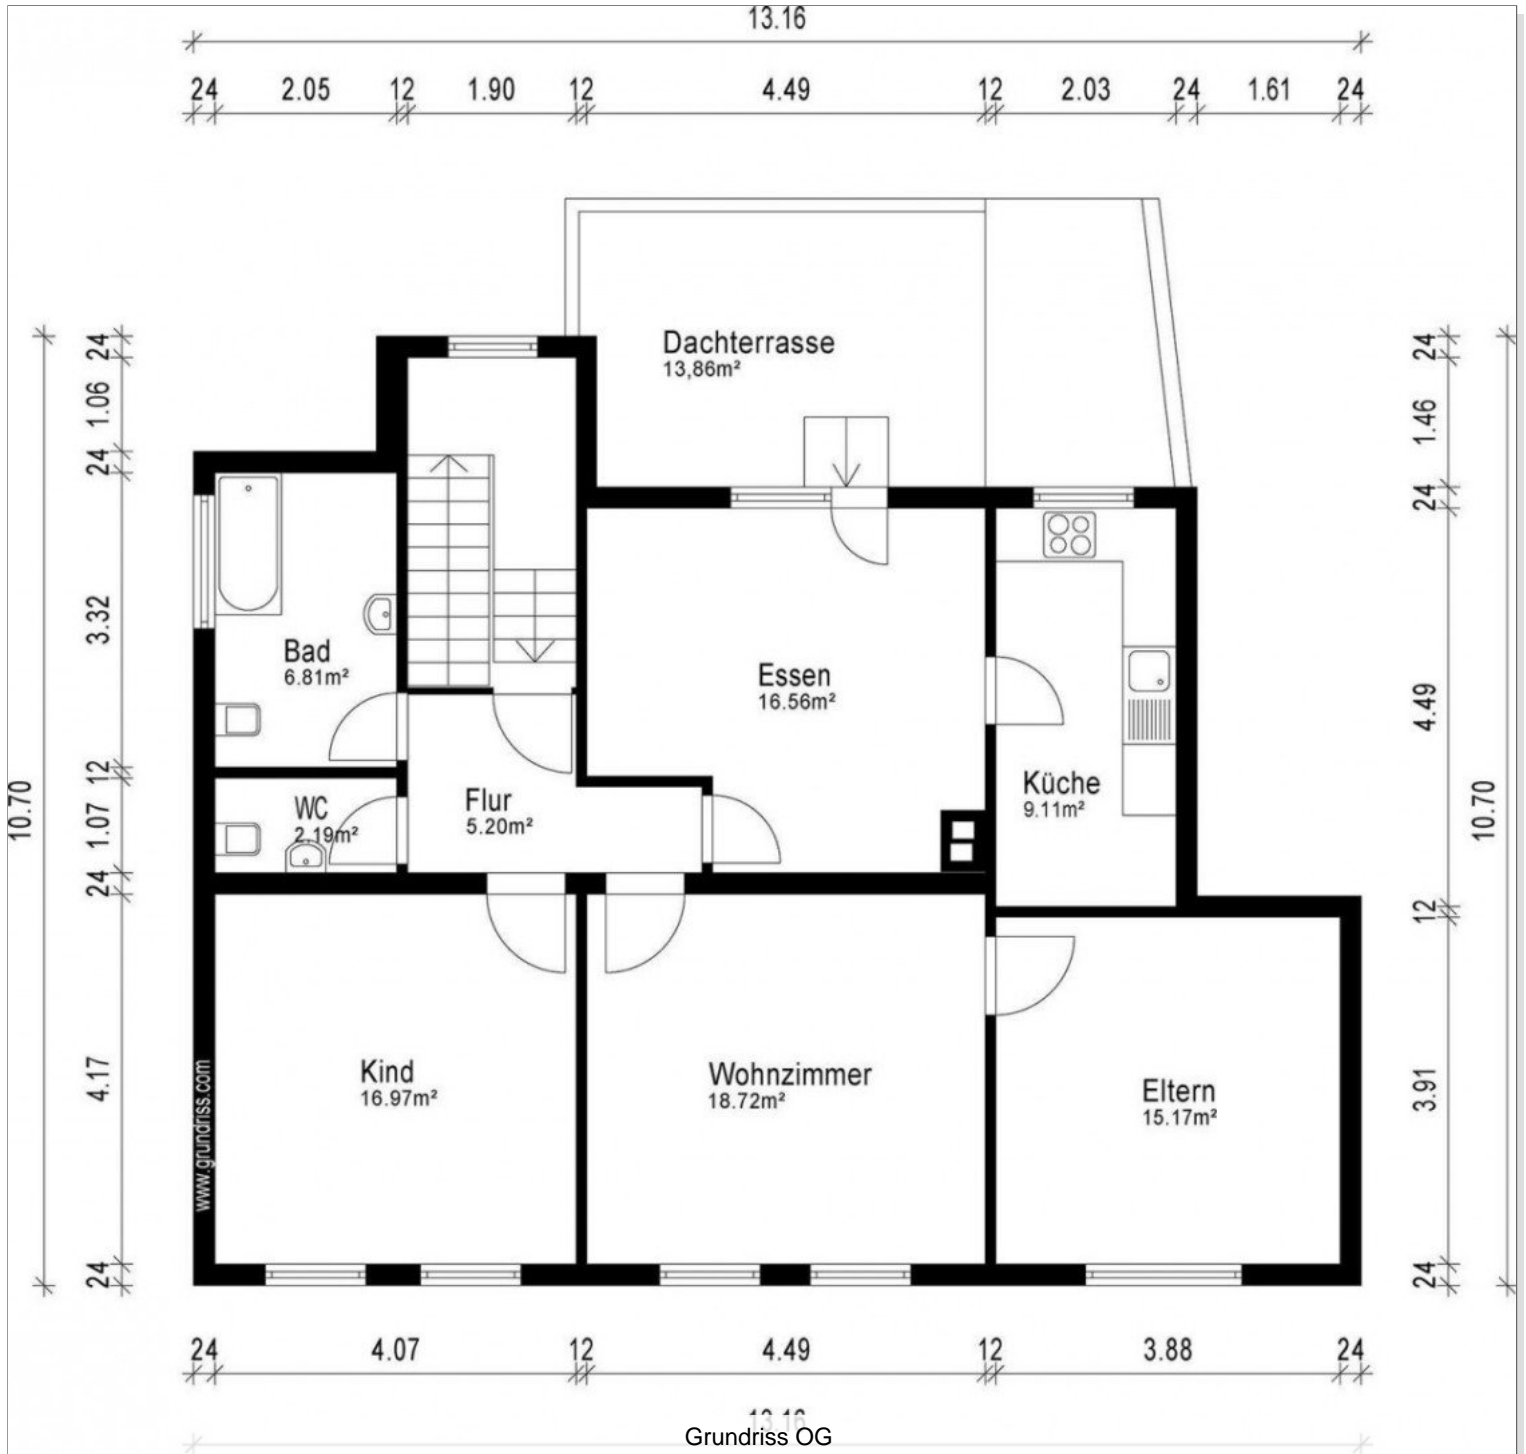 13.16
24 2.05 12 1.90 12 4.49 12 2.03 24 1.61 24
Dachterrasse
13,86m²
24
1.06
24
3.32
12
1.07
24
4.17
24
10.70
24
1.46
24
4.49
12
3.91
24
10.70
Bad
6.81m²
Essen
16.56m²
Küche
9.11m²
WC
2.19m²
Flur
5.20m²
Kind
16.97m²
Wohnzimmer
18.72m²
Eltern
15.17m²
www.grundriss.com
24 4.07 12 4.49 12 3.88 24
13.16
Grundriss OG